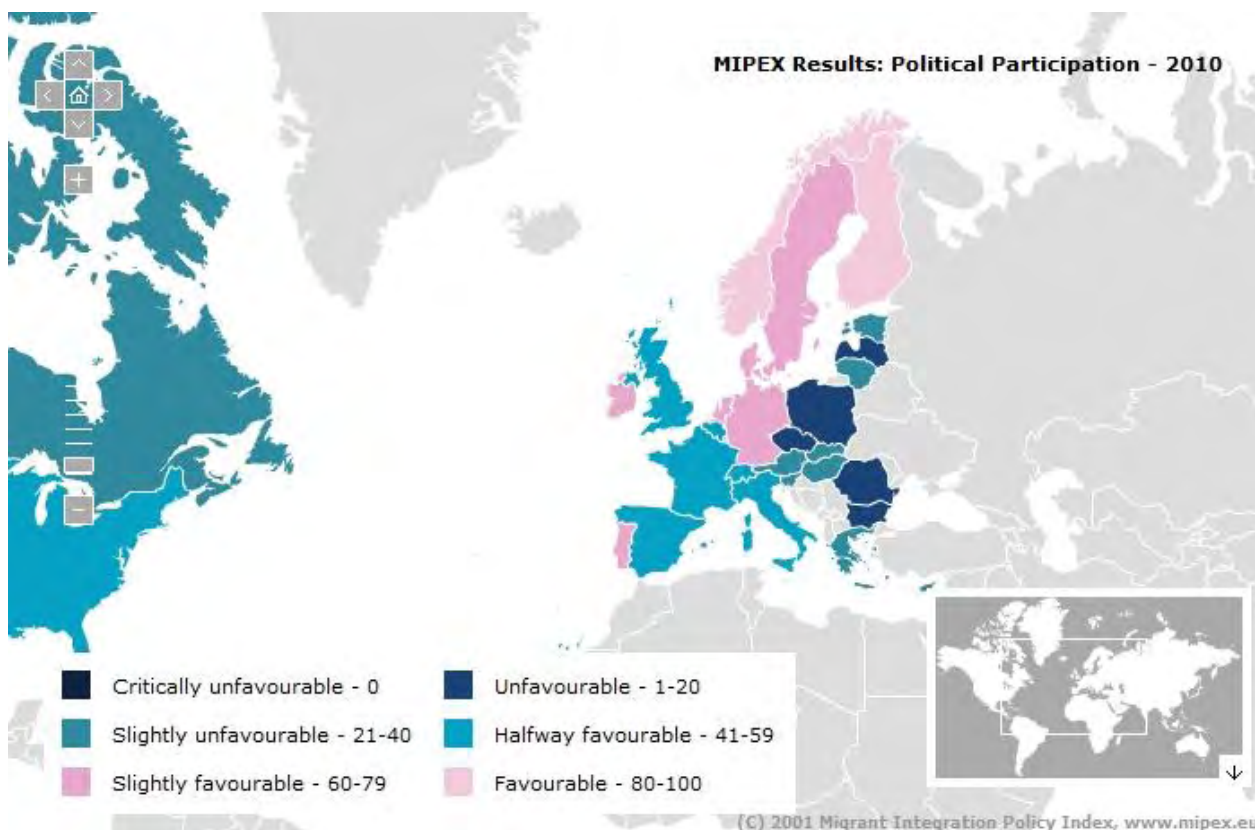 MIPEX Results: Political Participation - 2010
Critically unfavourable - 0
Unfavourable - 1-20
Slightly unfavourable - 21-40
Halfway favourable - 41-59
Slightly favourable - 60-79
Favourable - 80-100
(C) 2001 Migrant Integration Policy Index, www.mipex.eu